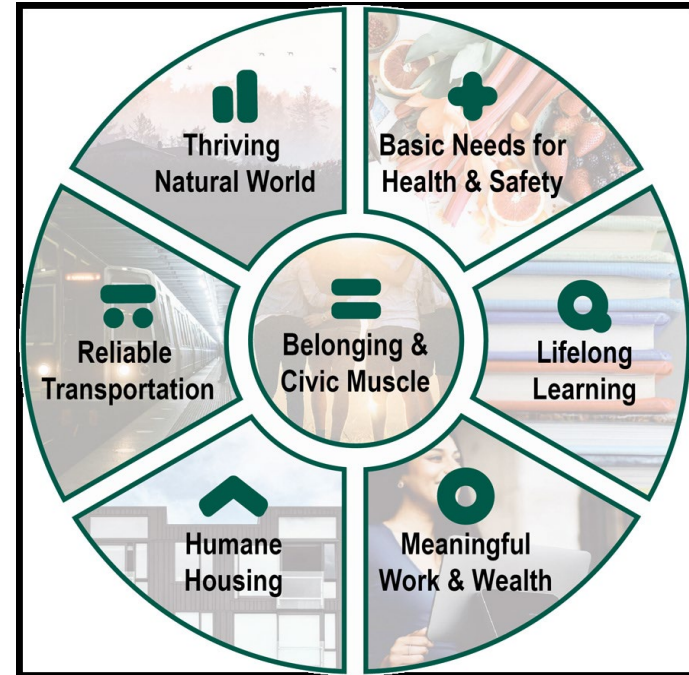 Thriving
Natural World
Basic Needs for
Health & Safety
Reliable
Transportation
Belonging &
Civic Muscle
Lifelong
Learning
Humane
Housing
Meaningful
Work & Wealth